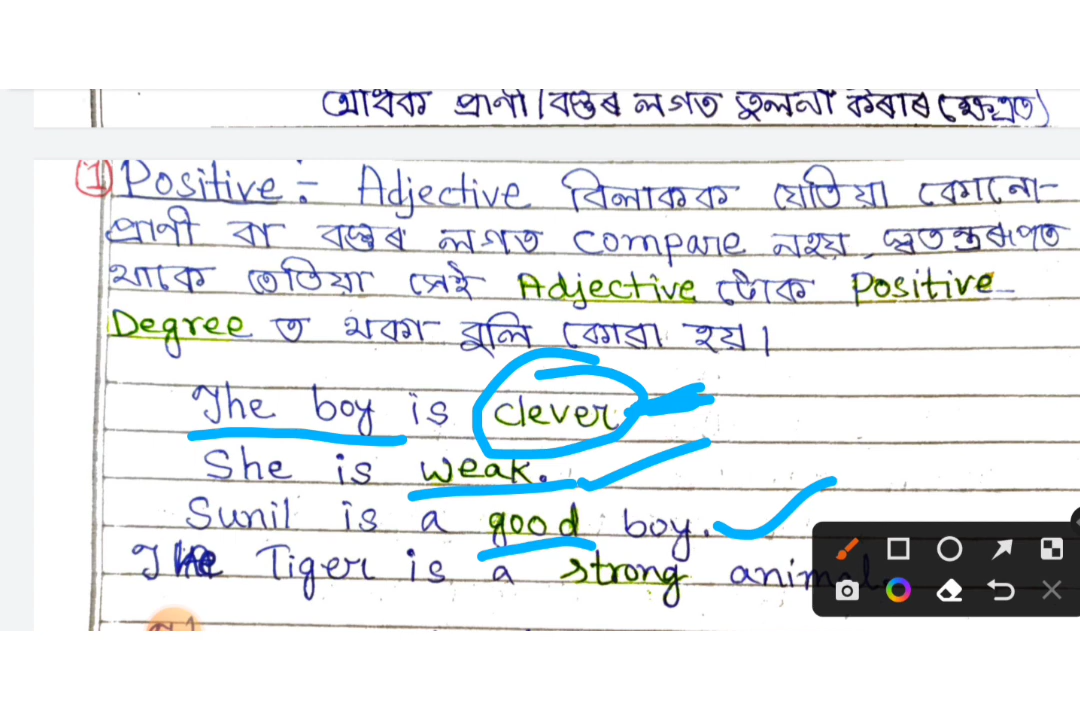 অধিক প্ৰাণী/বস্তুৰ লগত তুলনা কৰাৰ ক্ষেত্ৰত)
① Positive:- Adjective বিলাকক যেতিয়া কোনো-
প্ৰাণী বা বস্তুৰ লগত compare নহয় স্বতন্ত্ৰৰূপত
থাকে তেতিয়া সেই Adjective টোক Positive
Degree ত থকা বুলি কোৱা হয়।
The boy is clever
She is weak.
Sunil is a good boy.
The Tiger is a strong animal.